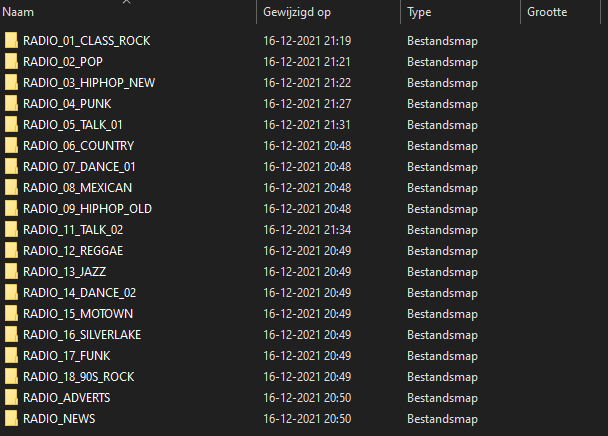 Naam Gewijzigd op Type Grootte
RADIO_01_CLASS_ROCK 16-12-2021 21:19 Bestandsmap
RADIO_02_POP 16-12-2021 21:21 Bestandsmap
RADIO_03_HIPHOP_NEW 16-12-2021 21:22 Bestandsmap
RADIO_04_PUNK 16-12-2021 21:27 Bestandsmap
RADIO_05_TALK_01 16-12-2021 21:31 Bestandsmap
RADIO_06_COUNTRY 16-12-2021 20:48 Bestandsmap
RADIO_07_DANCE_01 16-12-2021 20:48 Bestandsmap
RADIO_08_MEXICAN 16-12-2021 20:48 Bestandsmap
RADIO_09_HIPHOP_OLD 16-12-2021 20:48 Bestandsmap
RADIO_11_TALK_02 16-12-2021 21:34 Bestandsmap
RADIO_12_REGGAE 16-12-2021 20:49 Bestandsmap
RADIO_13_JAZZ 16-12-2021 20:49 Bestandsmap
RADIO_14_DANCE_02 16-12-2021 20:49 Bestandsmap
RADIO_15_MOTOWN 16-12-2021 20:49 Bestandsmap
RADIO_16_SILVERLAKE 16-12-2021 20:49 Bestandsmap
RADIO_17_FUNK 16-12-2021 20:49 Bestandsmap
RADIO_18_90S_ROCK 16-12-2021 20:49 Bestandsmap
RADIO_ADVERTS 16-12-2021 20:50 Bestandsmap
RADIO_NEWS 16-12-2021 20:50 Bestandsmap